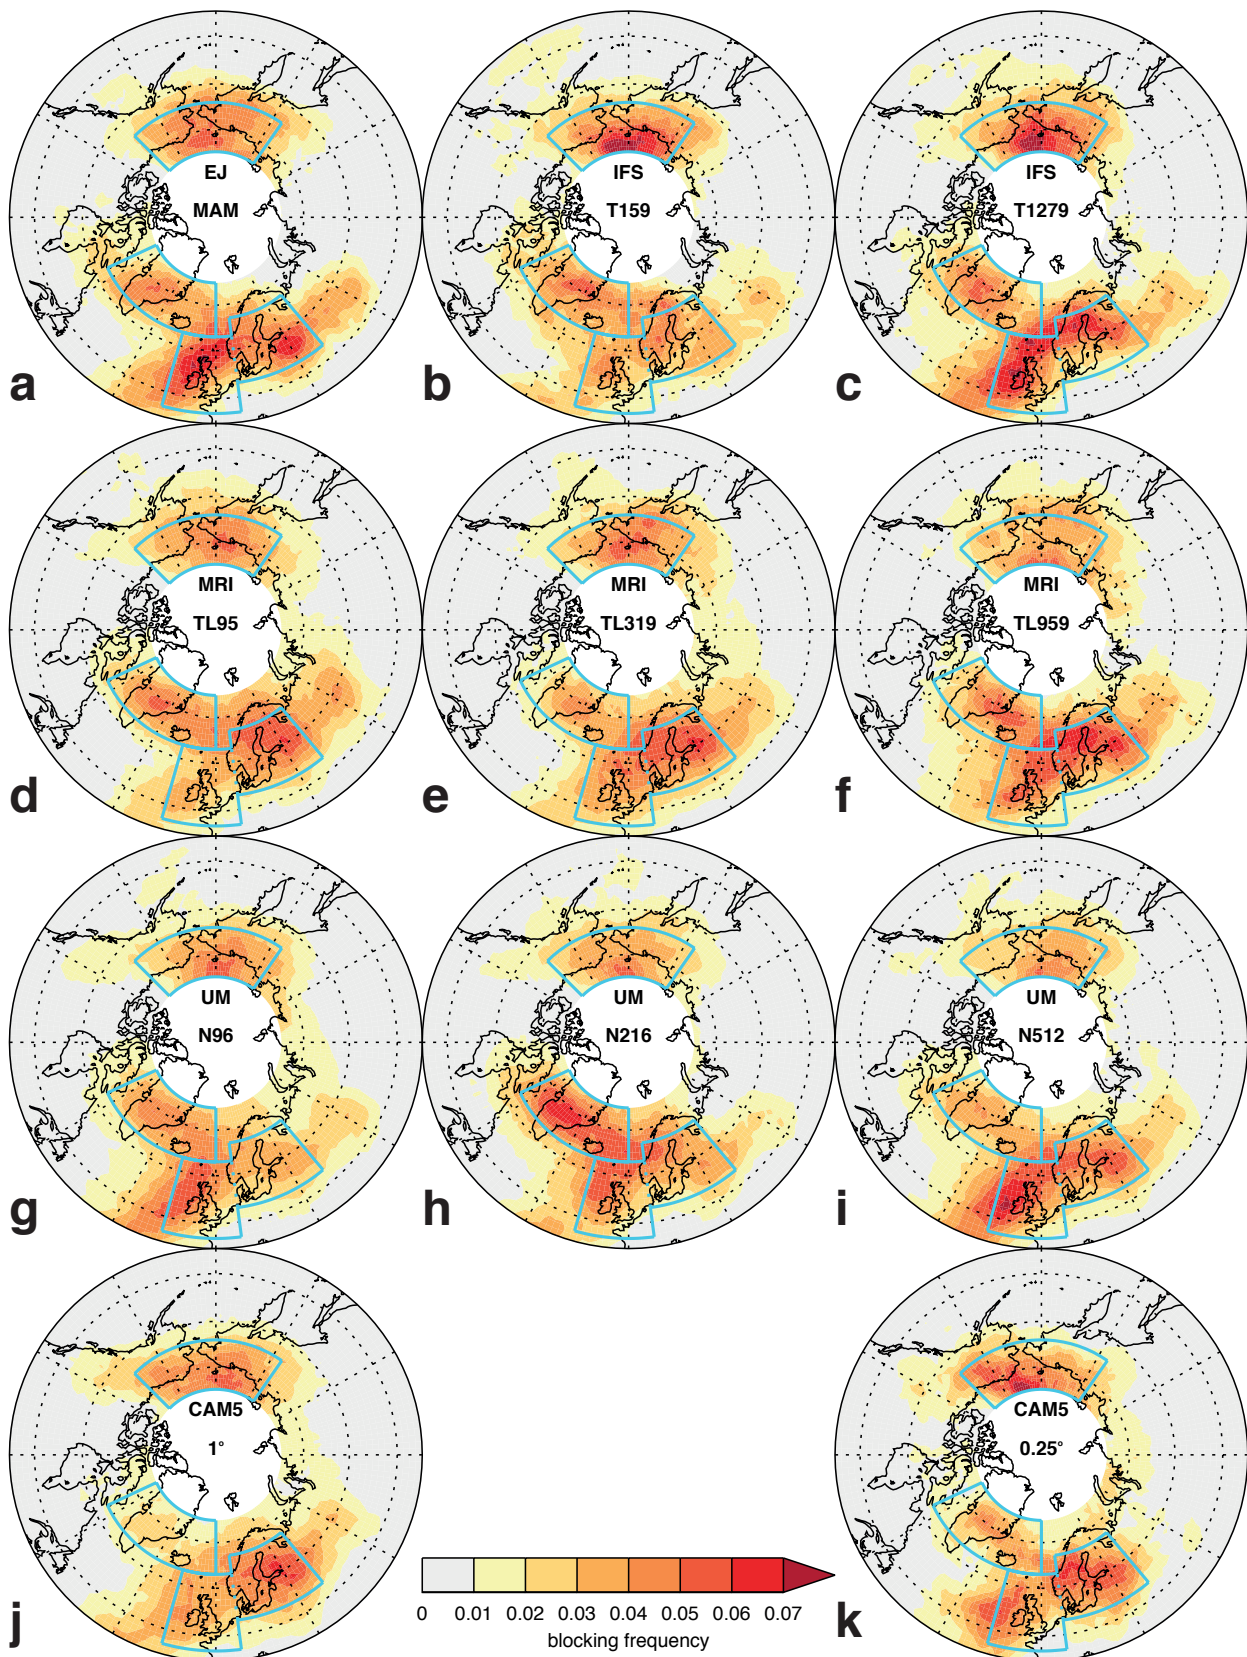 EJ
MAM
a
IFS
T159
b
IFS
T1279
c
MRI
TL95
d
MRI
TL319
e
MRI
TL959
f
UM
N96
g
UM
N216
h
UM
N512
i
CAM5
1°
j
CAM5
0.25°
k
0 0.01 0.02 0.03 0.04 0.05 0.06 0.07
blocking frequency